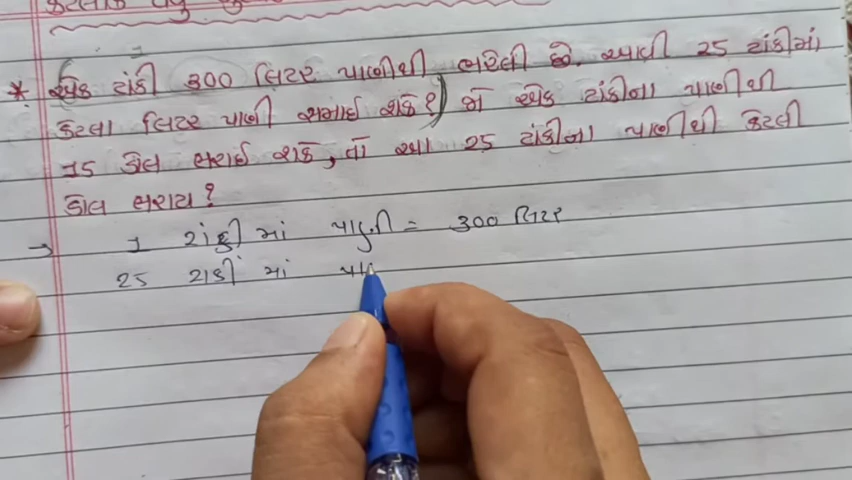 * એક ટાંકી 300 લિટર પાણીથી ભરેલી છે. આવી 25 ટાંકીમાં
કેટલા લિટર પાણી સમાઈ શકે? જો એક ટાંકીના પાણીથી
15 ડોલ ભરાઈ શકે, તો આ 25 ટાંકીના પાણીથી કેટલી
ડોલ ભરાય?
→ 1 ટાંકી માં પાણી = 300 લિટર
25 ટાકીં માં પા